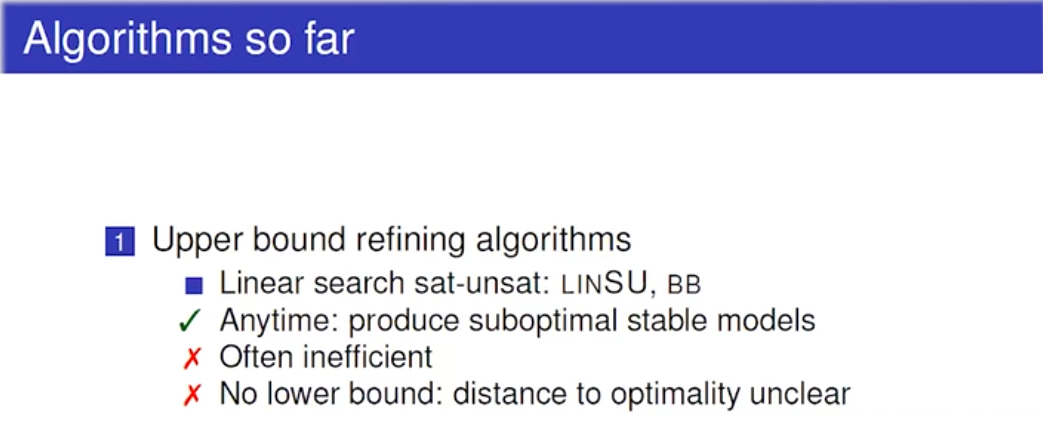 Algorithms so far
1 Upper bound refining algorithms
Linear search sat-unsat: LINSU, BB
✓ Anytime: produce suboptimal stable models
✗ Often inefficient
✗ No lower bound: distance to optimality unclear